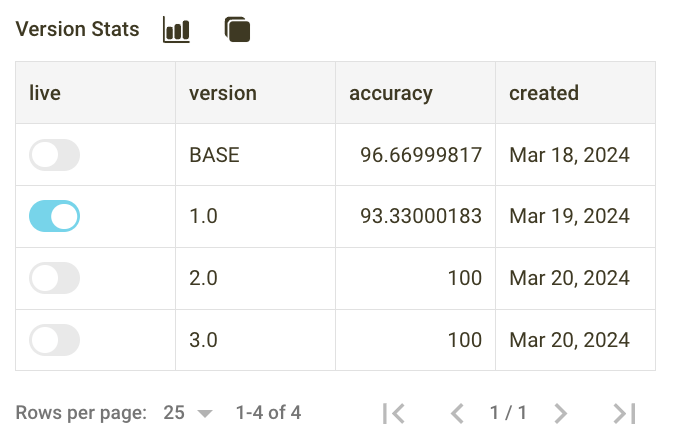 Version Stats
live version accuracy created
BASE 96.66999817 Mar 18, 2024
1.0 93.33000183 Mar 19, 2024
2.0 100 Mar 20, 2024
3.0 100 Mar 20, 2024
Rows per page: 25 1-4 of 4 1 / 1